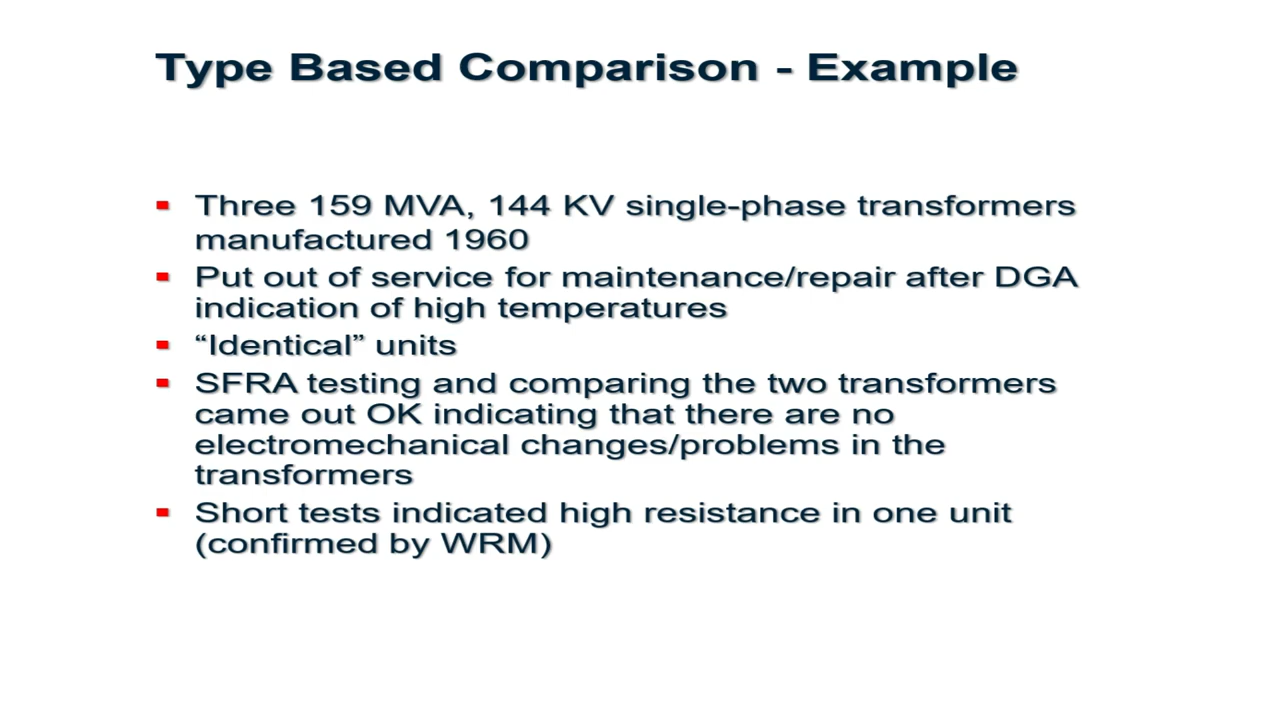 Type Based Comparison - Example
Three 159 MVA, 144 KV single-phase transformers
manufactured 1960
Put out of service for maintenance/repair after DGA
indication of high temperatures
“Identical” units
SFRA testing and comparing the two transformers
came out OK indicating that there are no
electromechanical changes/problems in the
transformers
Short tests indicated high resistance in one unit
(confirmed by WRM)